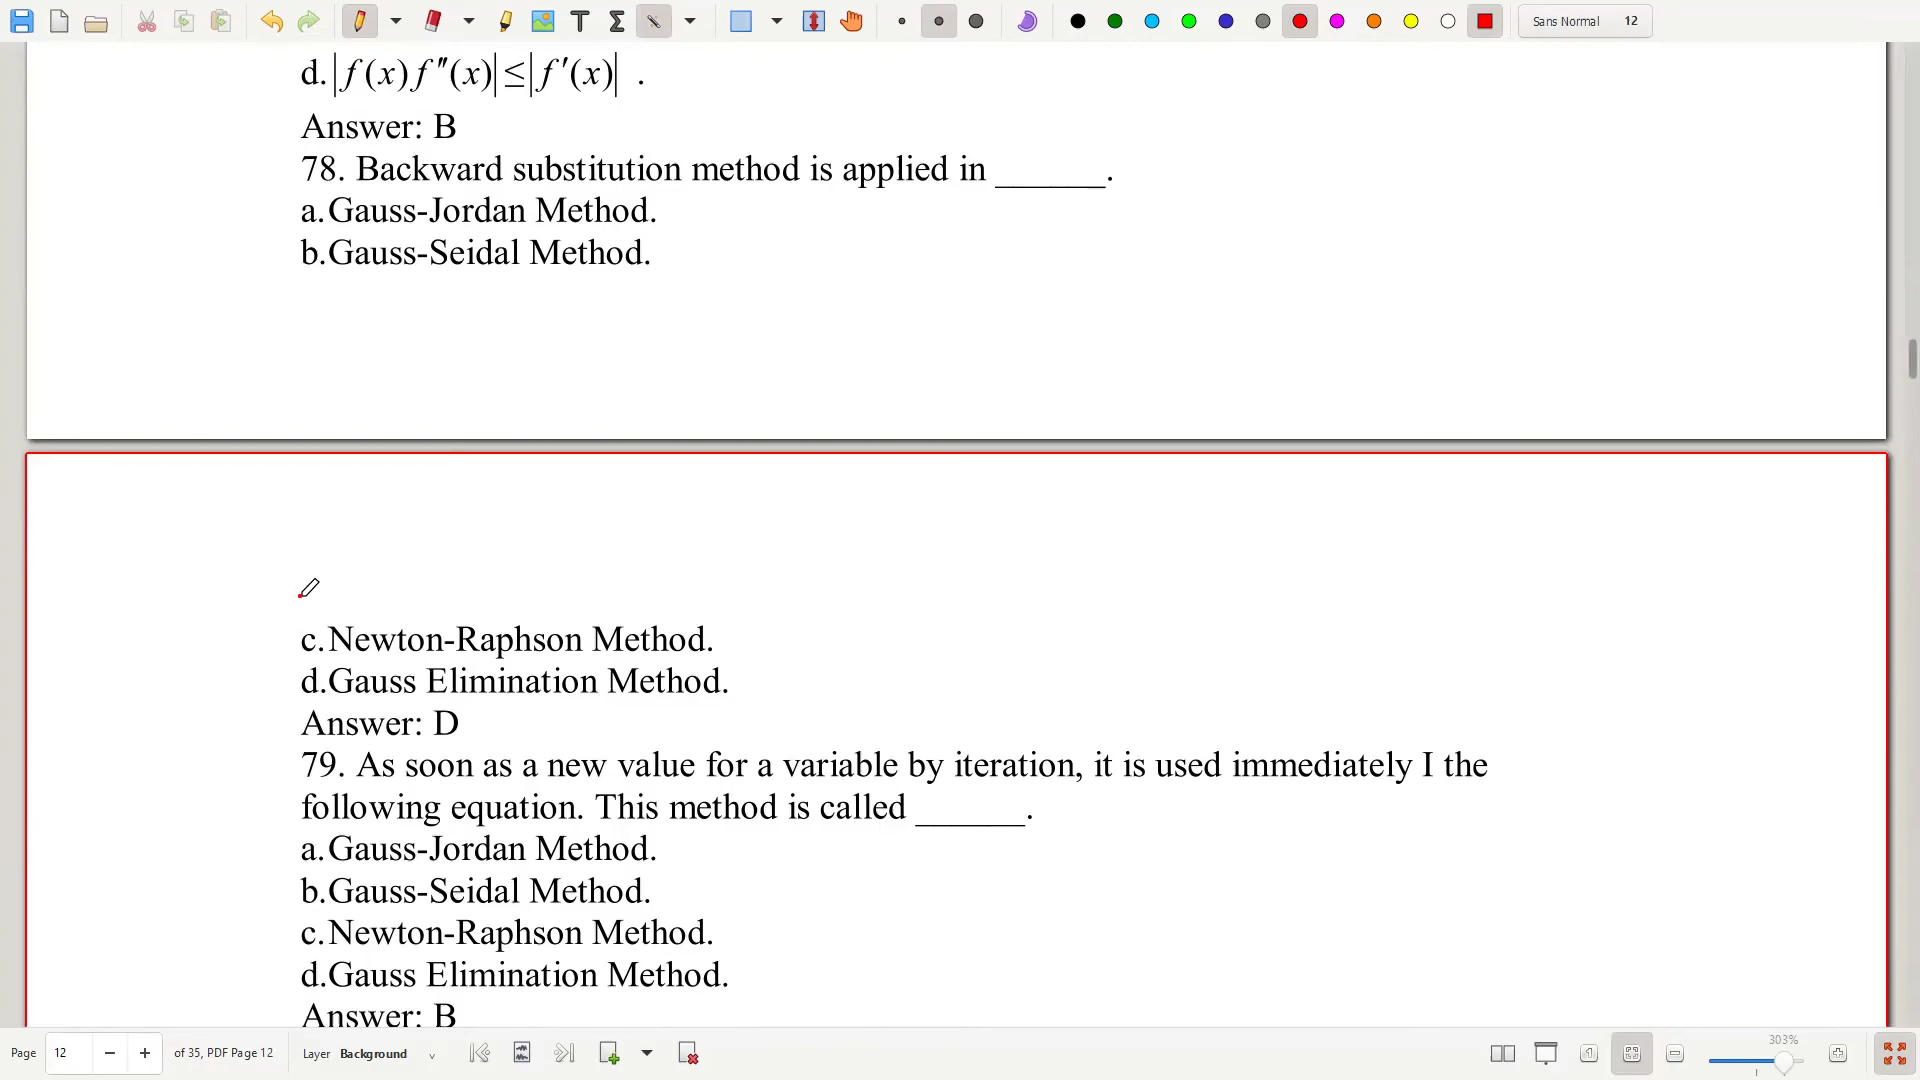 Sans Normal 12
d. |f(x)f″(x)| ≤ |f′(x)| .
Answer: B
78. Backward substitution method is applied in ______.
a.Gauss-Jordan Method.
b.Gauss-Seidal Method.
c.Newton-Raphson Method.
d.Gauss Elimination Method.
Answer: D
79. As soon as a new value for a variable by iteration, it is used immediately I the
following equation. This method is called ______.
a.Gauss-Jordan Method.
b.Gauss-Seidal Method.
c.Newton-Raphson Method.
d.Gauss Elimination Method.
Answer: B
Page 12 of 35, PDF Page 12 Layer Background 303%